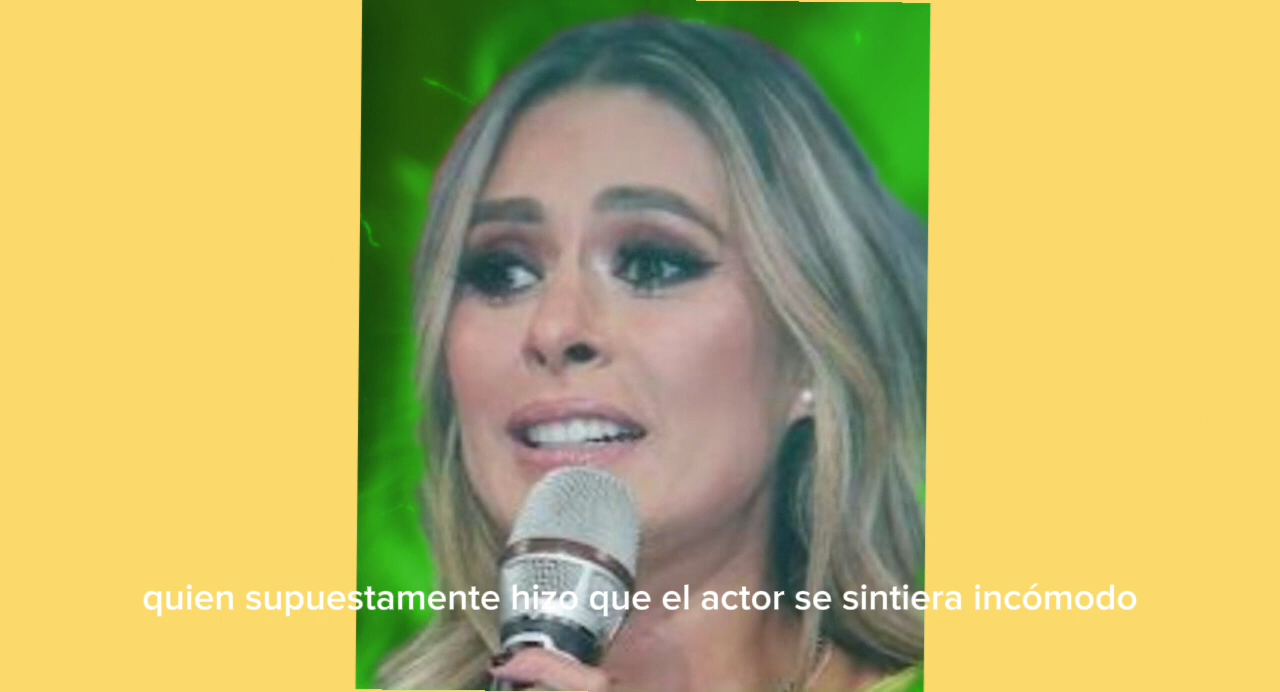 quien supuestamente hizo que el actor se sintiera incómodo